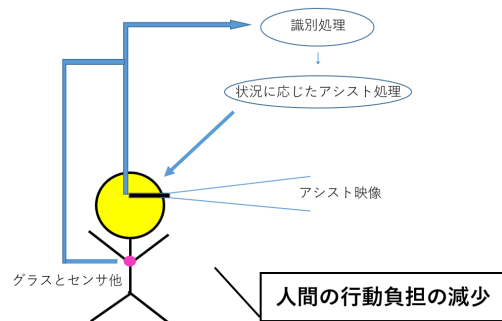 識別処理
↓
状況に応じたアシスト処理
アシスト映像
グラスとセンサ他
人間の行動負担の減少